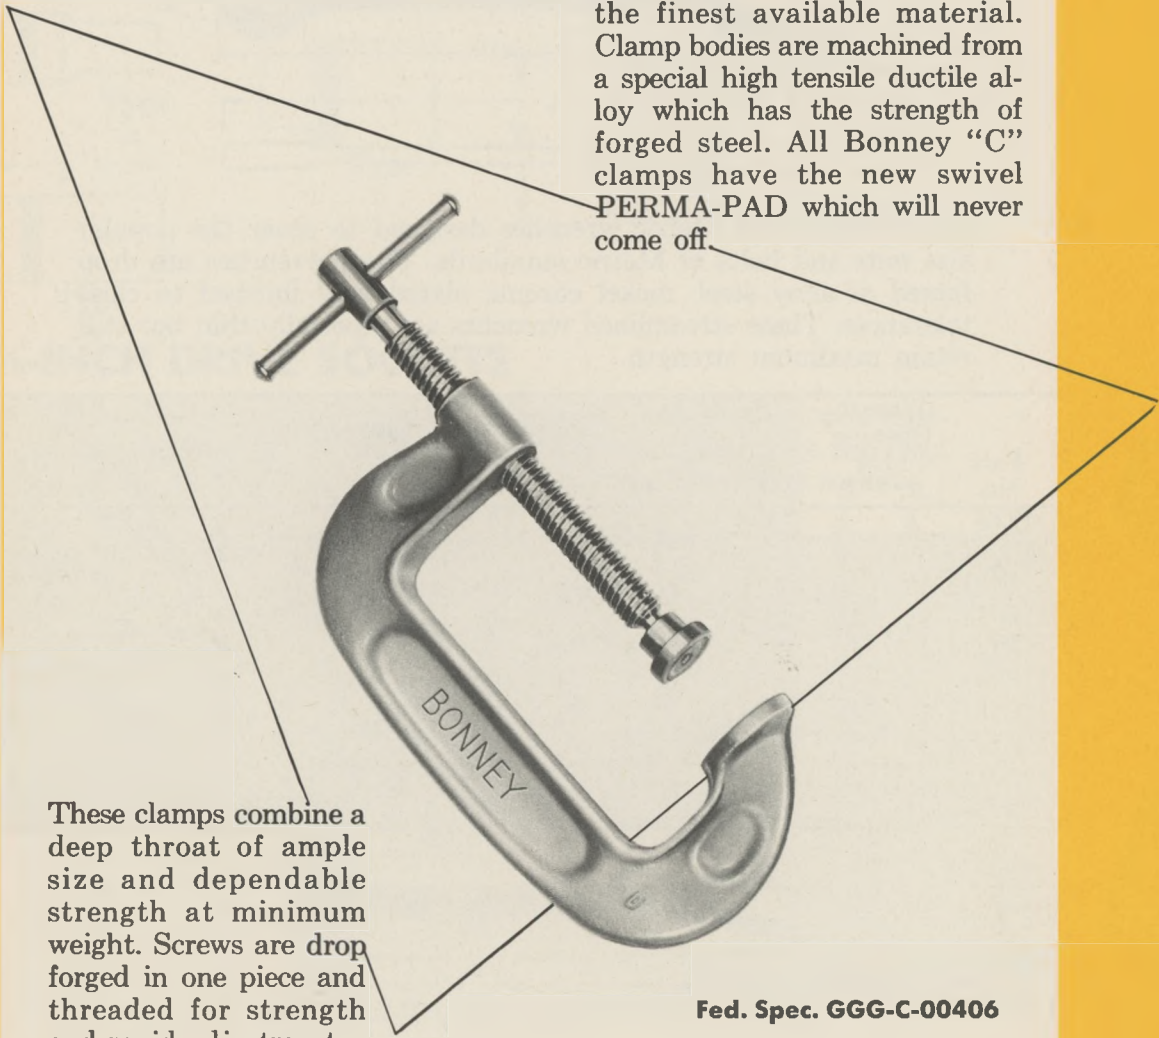 the finest available material.
Clamp bodies are machined from
a special high tensile ductile al-
loy which has the strength of
forged steel. All Bonney “C”
clamps have the new swivel
PERMA-PAD which will never
come off.
BONNEY
These clamps combine a
deep throat of ample
size and dependable
strength at minimum
weight. Screws are drop
forged in one piece and
threaded for strength
Fed. Spec. GGG-C-00406